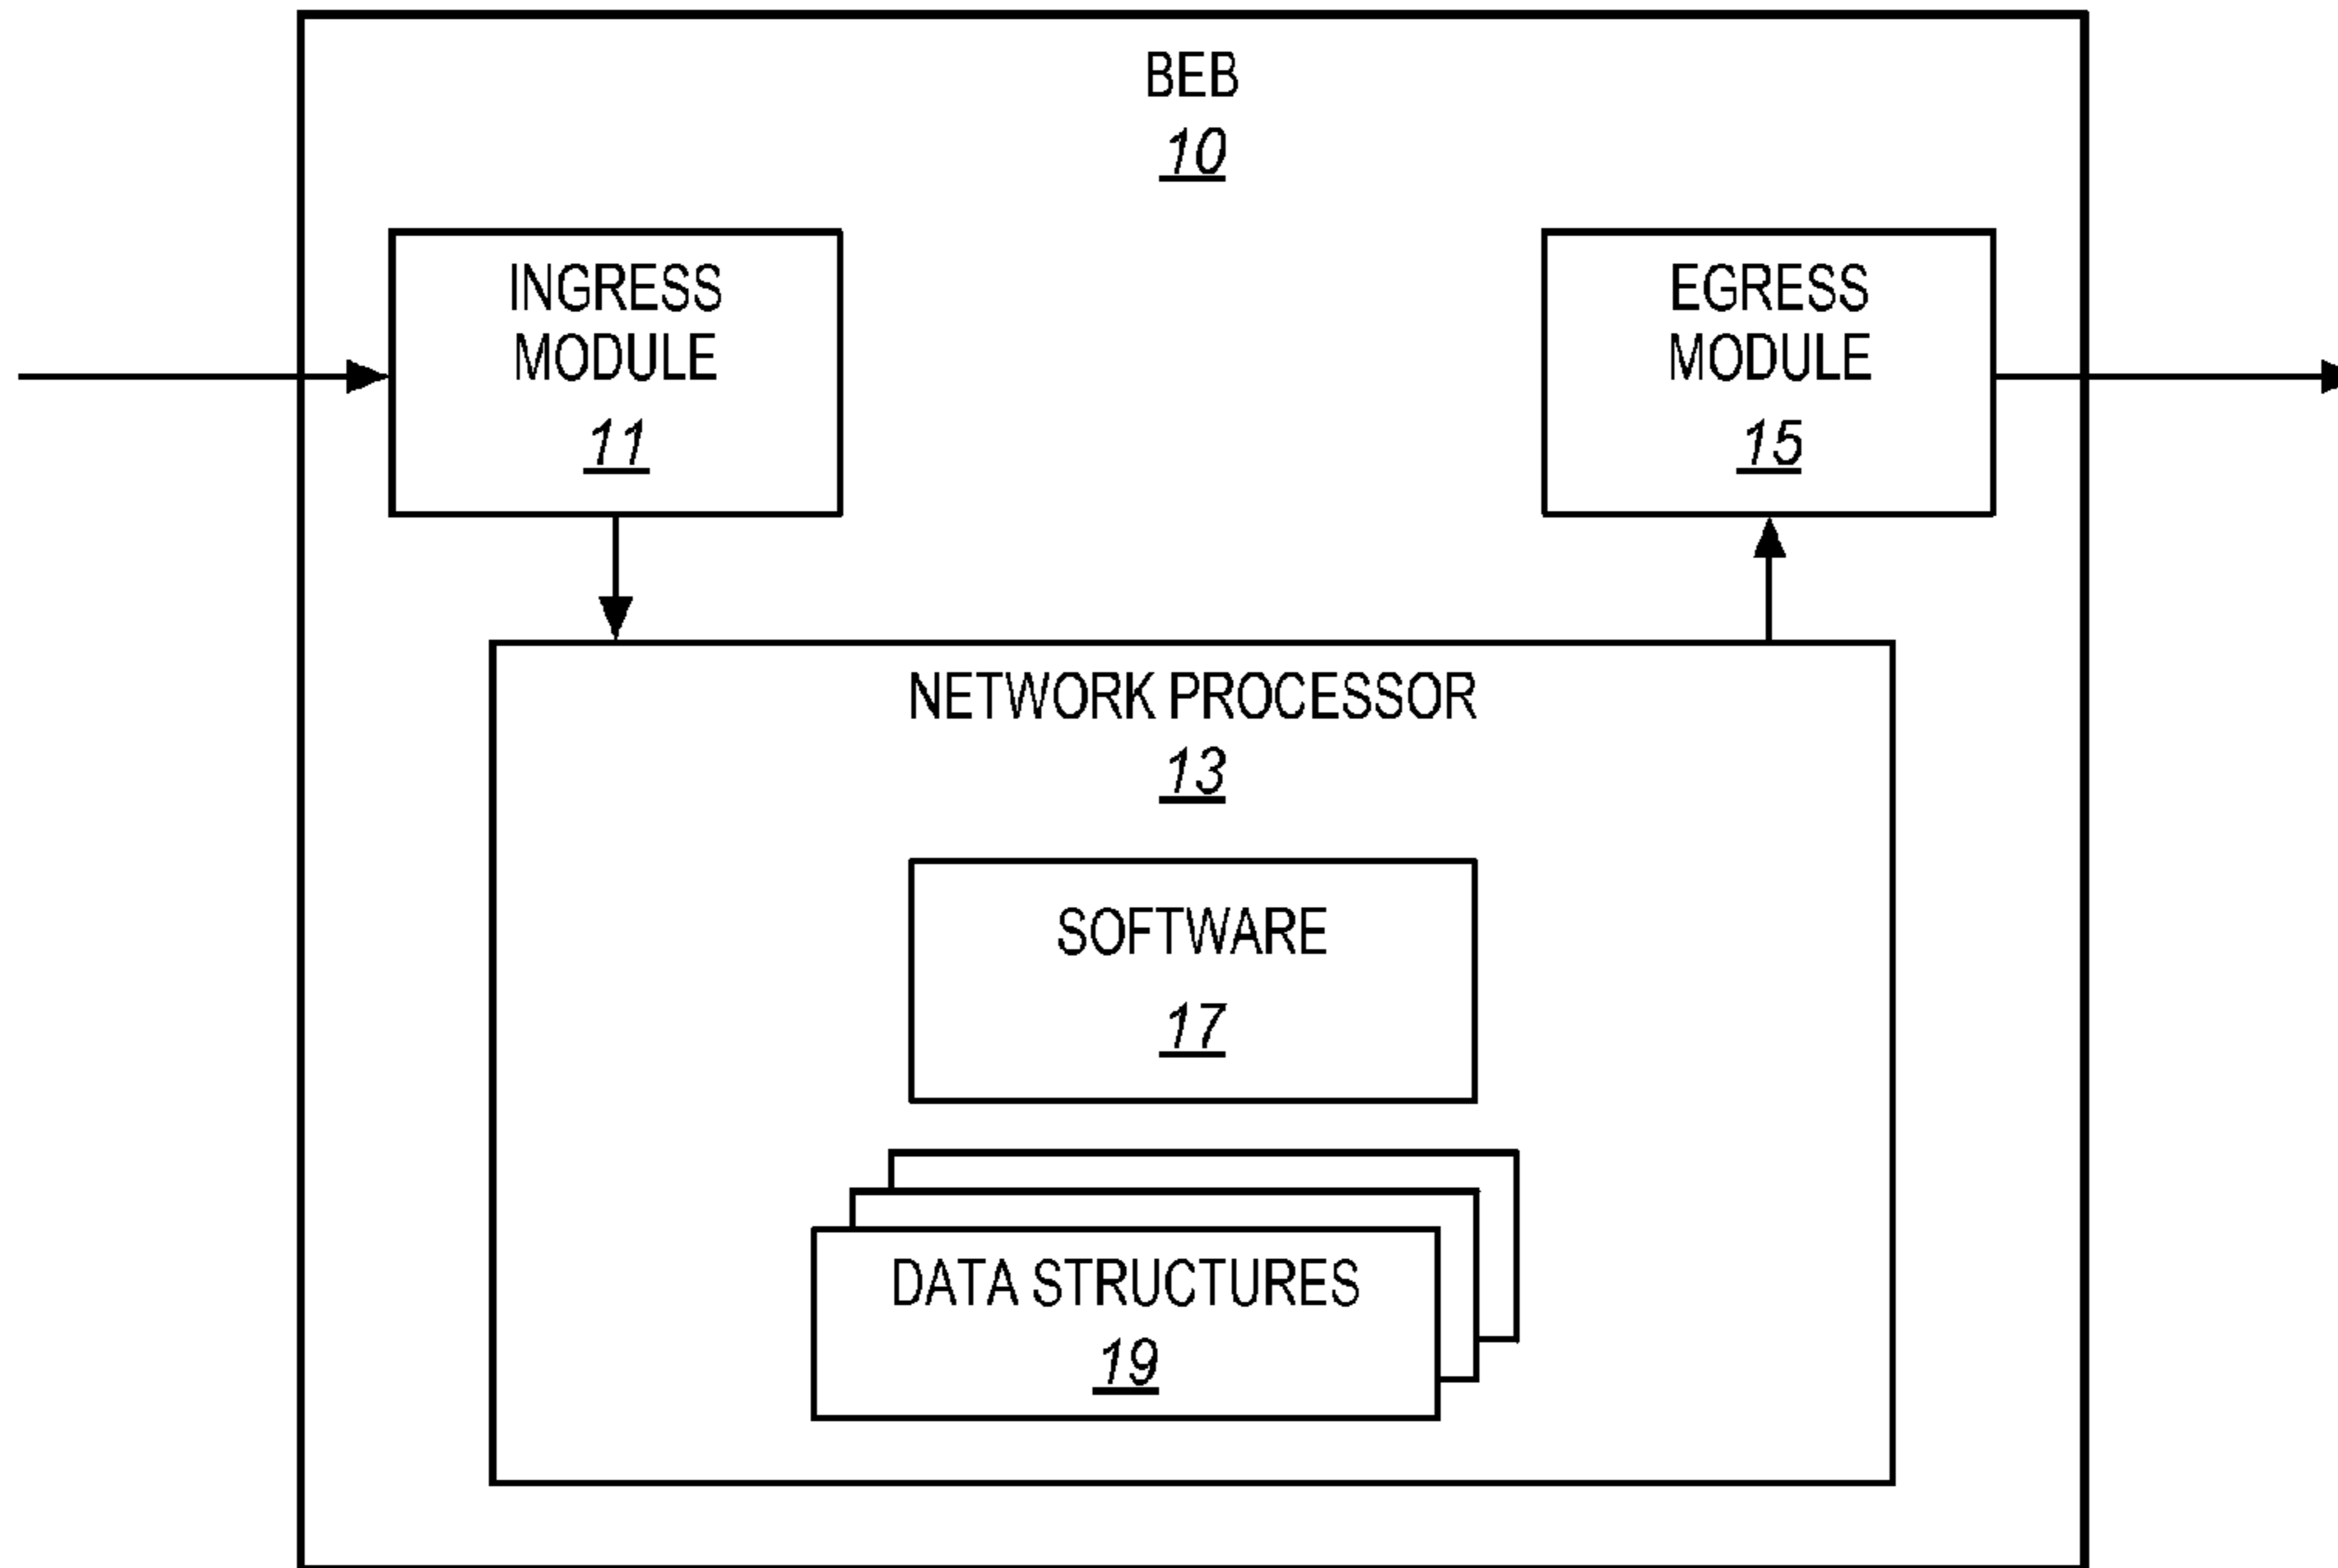 BEB
10
INGRESS
MODULE
11
EGRESS
MODULE
15
NETWORK PROCESSOR
13
SOFTWARE
17
DATA STRUCTURES
19